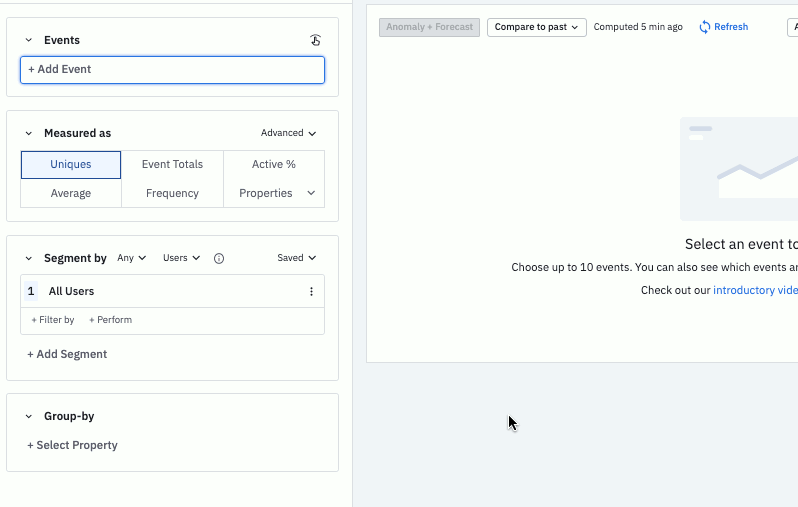 Events
+ Add Event
Measured as
Advanced
Uniques
Event Totals
Active %
Average
Frequency
Properties
Segment by
Any
Users
Saved
1
All Users
+ Filter by
+ Perform
+ Add Segment
Group-by
+ Select Property
Anomaly + Forecast
Compare to past
Computed 5 min ago
Refresh
Select an event to
Choose up to 10 events. You can also see which events
Check out our introductory